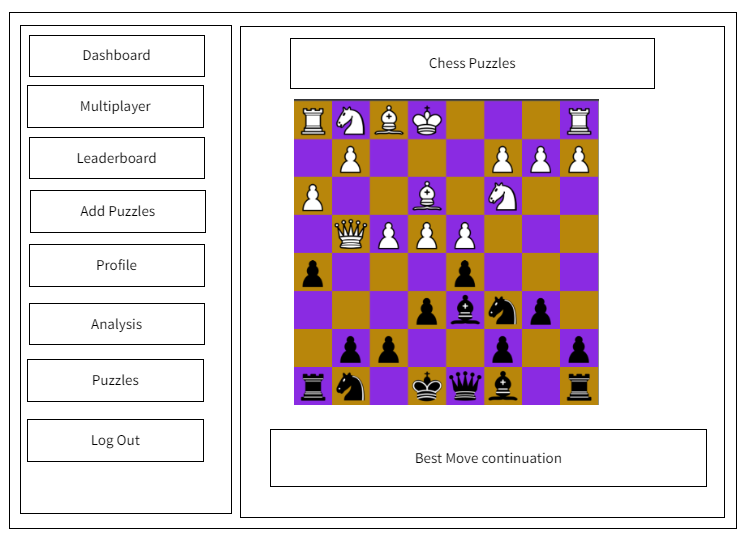 Dashboard
Multiplayer
Leaderboard
Add Puzzles
Profile
Analysis
Puzzles
Log Out
Chess Puzzles
Best Move continuation